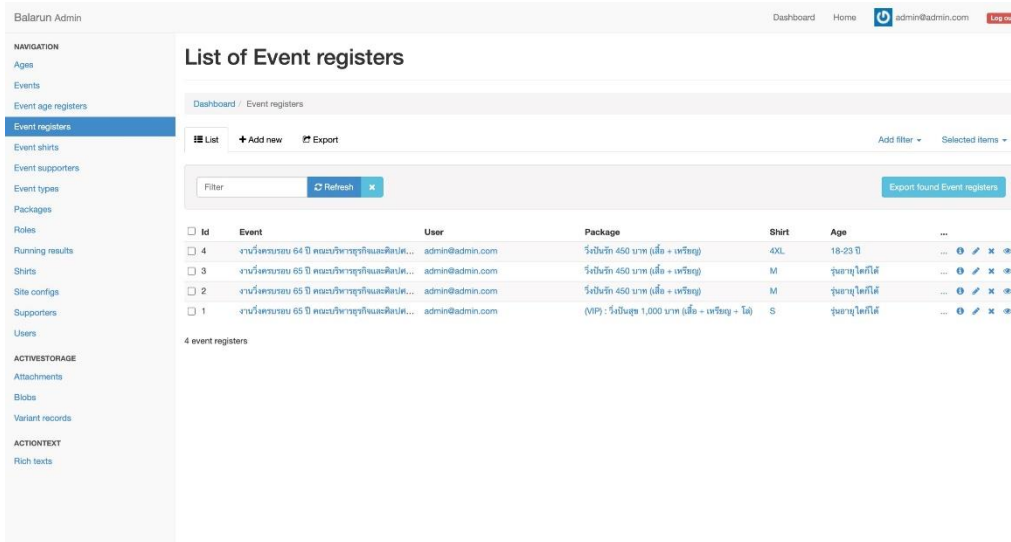 Balarun Admin
Dashboard Home admin@admin.com Log
NAVIGATION
Ages
Events
Event age registers
Event registers
Event shirts
Event supporters
Event types
Packages
Roles
Running results
Shirts
Site configs
Supporters
Users
ACTIVESTORAGE
Attachments
Blobs
Variant records
ACTIONTEXT
Rich texts
List of Event registers
Dashboard / Event registers
List + Add new Export
Add filter Selected items
Filter Refresh × Export found Event registers
Id Event User Package Shirt Age ...
4 งานวิ่งครบรอบ 64 ปี คณะบริหารธุรกิจและศิลปศ... admin@admin.com วิ่งปันรัก 450 บาท (เสื้อ + เหรียญ) 4XL 18-23 ปี ...
3 งานวิ่งครบรอบ 65 ปี คณะบริหารธุรกิจและศิลปศ... admin@admin.com วิ่งปันรัก 450 บาท (เสื้อ + เหรียญ) M รุ่นอายุใดก็ได้ ...
2 งานวิ่งครบรอบ 65 ปี คณะบริหารธุรกิจและศิลปศ... admin@admin.com วิ่งปันรัก 450 บาท (เสื้อ + เหรียญ) M รุ่นอายุใดก็ได้ ...
1 งานวิ่งครบรอบ 65 ปี คณะบริหารธุรกิจและศิลปศ... admin@admin.com (VIP) : วิ่งปันสุข 1,000 บาท (เสื้อ + เหรียญ + โล่) S รุ่นอายุใดก็ได้ ...
4 event registers